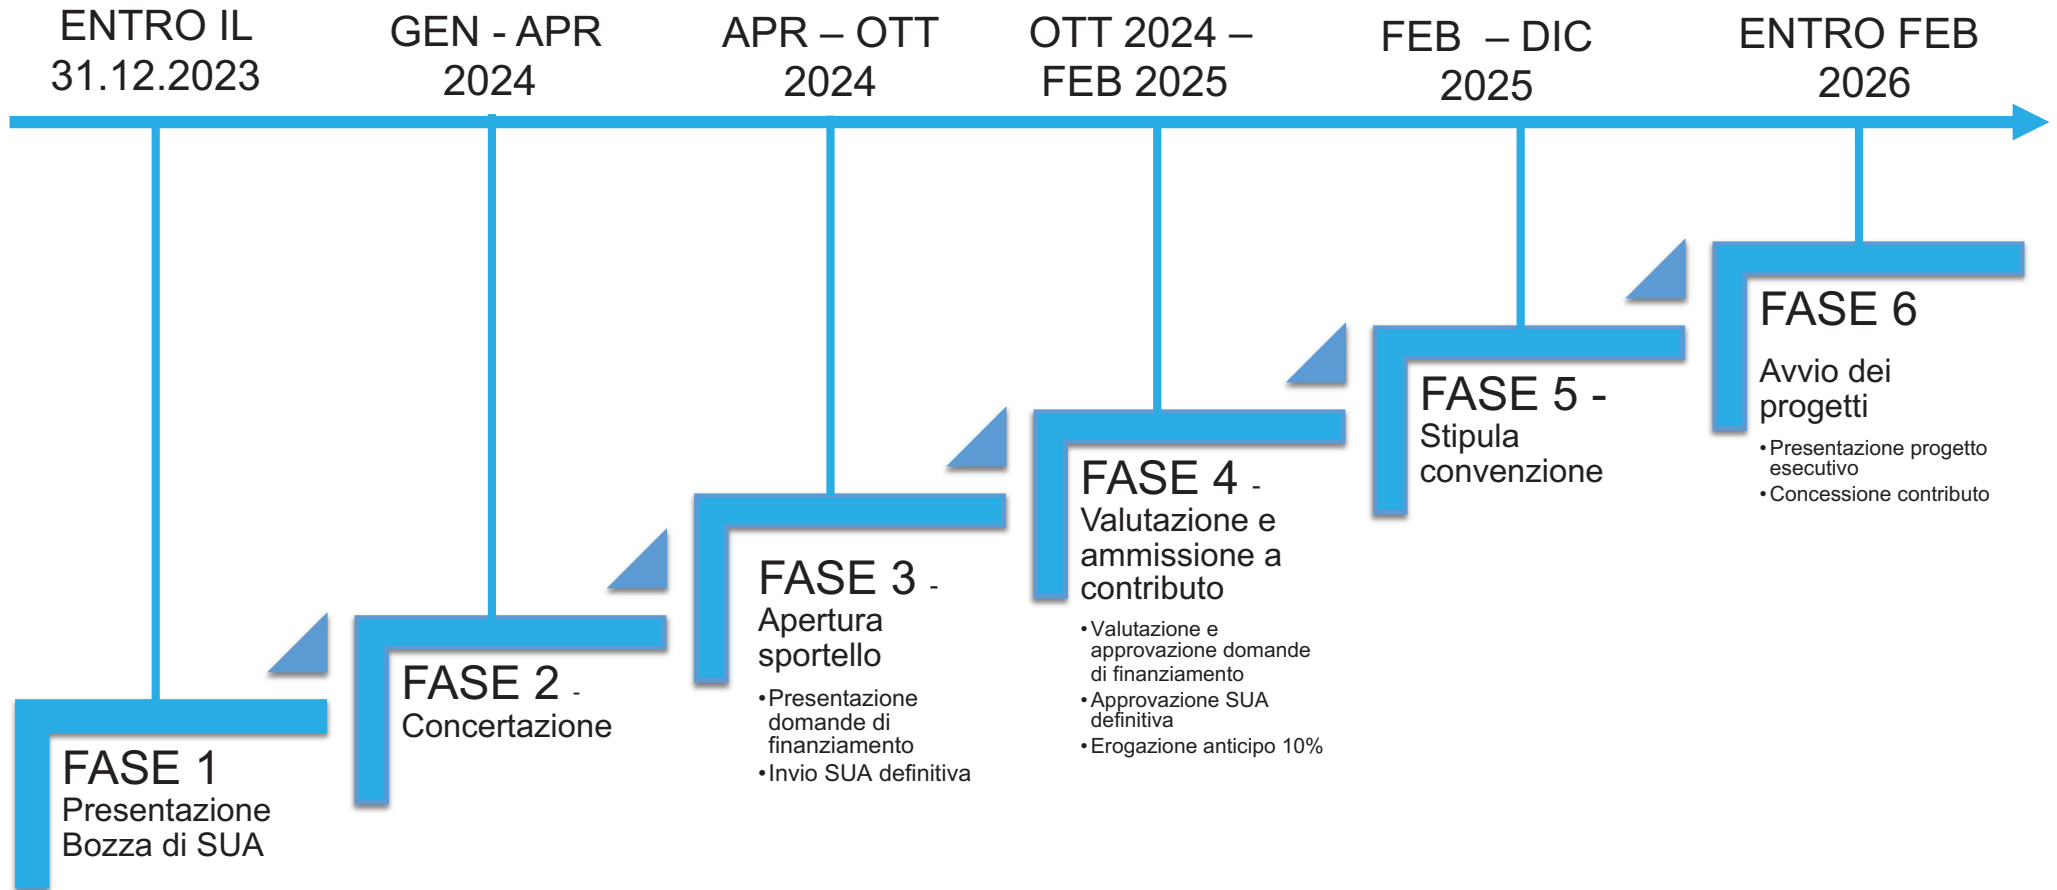 ENTRO IL
31.12.2023
GEN - APR
2024
APR – OTT
2024
OTT 2024 –
FEB 2025
FEB – DIC
2025
ENTRO FEB
2026
FASE 1
Presentazione
Bozza di SUA
FASE 2 -
Concertazione
FASE 3 -
Apertura
sportello
•Presentazione
domande di
finanziamento
•Invio SUA definitiva
FASE 4 -
Valutazione e
ammissione a
contributo
•Valutazione e
approvazione domande
di finanziamento
•Approvazione SUA
definitiva
•Erogazione anticipo 10%
FASE 5 -
Stipula
convenzione
FASE 6
Avvio dei
progetti
•Presentazione progetto
esecutivo
•Concessione contributo